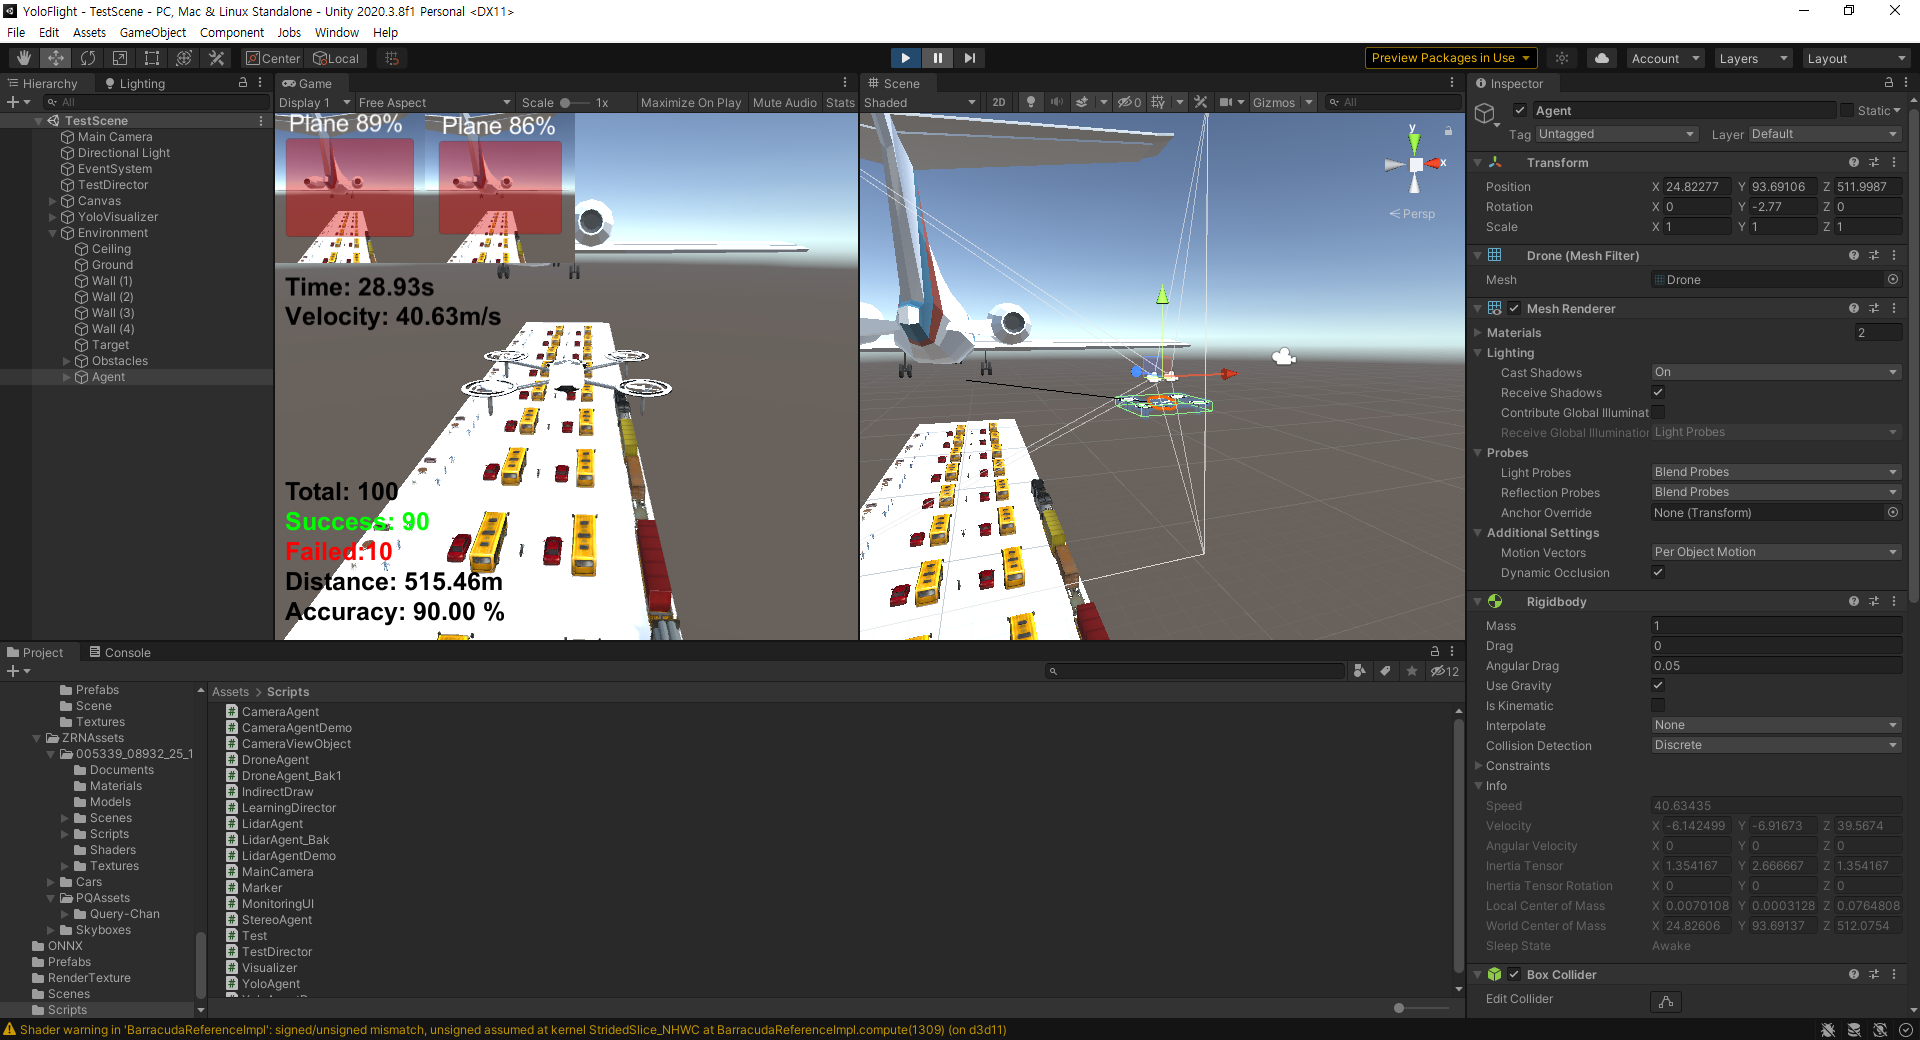 YoloFlight - TestScene - PC, Mac & Linux Standalone - Unity 2020.3.8f1 Personal <DX11>
File Edit Assets GameObject Component Jobs Window Help
Center Local
Preview Packages in Use
Account
Layers
Layout
Hierarchy
Lighting
All
TestScene
Main Camera
Directional Light
EventSystem
TestDirector
Canvas
YoloVisualizer
Environment
Ceiling
Ground
Wall (1)
Wall (2)
Wall (3)
Wall (4)
Target
Obstacles
Agent
Game
Display 1 Free Aspect Scale 1x Maximize On Play Mute Audio Stats
Plane 89% Plane 86%
Time: 28.93s
Velocity: 40.63m/s
Total: 100
Success: 90
Failed:10
Distance: 515.46m
Accuracy: 90.00 %
Scene
Shaded 2D 0 Gizmos All
y
x
Persp
Inspector
Agent Static
Tag Untagged Layer Default
Transform
Position X 24.82277 Y 93.69106 Z 511.9987
Rotation X 0 Y -2.77 Z 0
Scale X 1 Y 1 Z 1
Drone (Mesh Filter)
Mesh Drone
Mesh Renderer
Materials 2
Lighting
Cast Shadows On
Receive Shadows
Contribute Global Illuminat
Receive Global Illumination Light Probes
Probes
Light Probes Blend Probes
Reflection Probes Blend Probes
Anchor Override None (Transform)
Additional Settings
Motion Vectors Per Object Motion
Dynamic Occlusion
Rigidbody
Mass 1
Drag 0
Angular Drag 0.05
Use Gravity
Is Kinematic
Interpolate None
Collision Detection Discrete
Constraints
Info
Speed 40.63435
Velocity X -6.142499 Y -6.91673 Z 39.5674
Angular Velocity X 0 Y 0 Z 0
Inertia Tensor X 1.354167 Y 2.666667 Z 1.354167
Inertia Tensor Rotation X 0 Y 0 Z 0
Local Center of Mass X 0.0070108 Y 0.0003128 Z 0.0764808
World Center of Mass X 24.82606 Y 93.69137 Z 512.0754
Sleep State Awake
Box Collider
Edit Collider
Project
Console
12
Prefabs
Scene
Textures
ZRNAssets
005339_08932_25_1
Documents
Materials
Models
Scenes
Scripts
Shaders
Textures
Cars
PQAssets
Query-Chan
Skyboxes
ONNX
Prefabs
RenderTexture
Scenes
Scripts
Assets > Scripts
CameraAgent
CameraAgentDemo
CameraViewObject
DroneAgent
DroneAgent_Bak1
IndirectDraw
LearningDirector
LidarAgent
LidarAgent_Bak
LidarAgentDemo
MainCamera
Marker
MonitoringUI
StereoAgent
Test
TestDirector
Visualizer
YoloAgent
Shader warning in 'BarracudaReferenceImpl': signed/unsigned mismatch, unsigned assumed at kernel StridedSlice_NHWC at BarracudaReferenceImpl.compute(1309) (on d3d11)